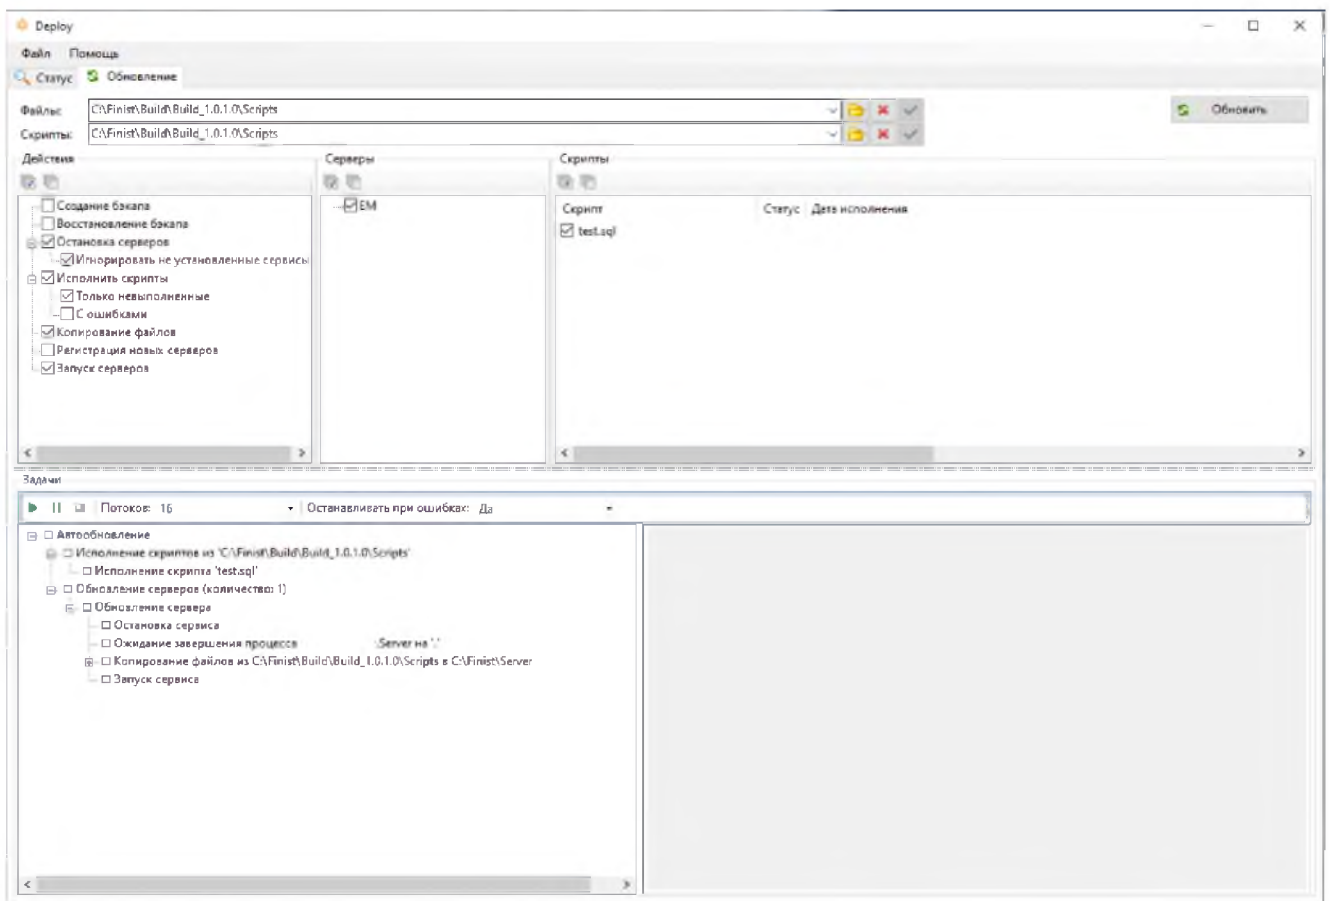 Deploy
Файл Помощь
Статус Обновление
Файлы: C:\Finist\Build\Build_1.0.1.0\Scripts
Обновить
Скрипты: C:\Finist\Build\Build_1.0.1.0\Scripts
Действия Серверы Скрипты
Создание бэкапа
Восстановление бэкапа
Остановка серверов
Игнорировать не установленные сервисы
Исполнить скрипты
Только невыполненные
С ошибками
Копирование файлов
Регистрация новых серверов
Запуск серверов
EM
Скрипт Статус Дата исполнения
test.sql
Задачи
Потоков: 16 Останавливать при ошибках: Да
Автообновление
Исполнение скриптов из 'C:\Finist\Build\Build_1.0.1.0\Scripts'
Исполнение скрипта 'test.sql'
Обновление серверов (количество: 1)
Обновление сервера
Остановка сервиса
Ожидание завершения процесса .Server на '.'
Копирование файлов из C:\Finist\Build\Build_1.0.1.0\Scripts в C:\Finist\Server
Запуск сервиса